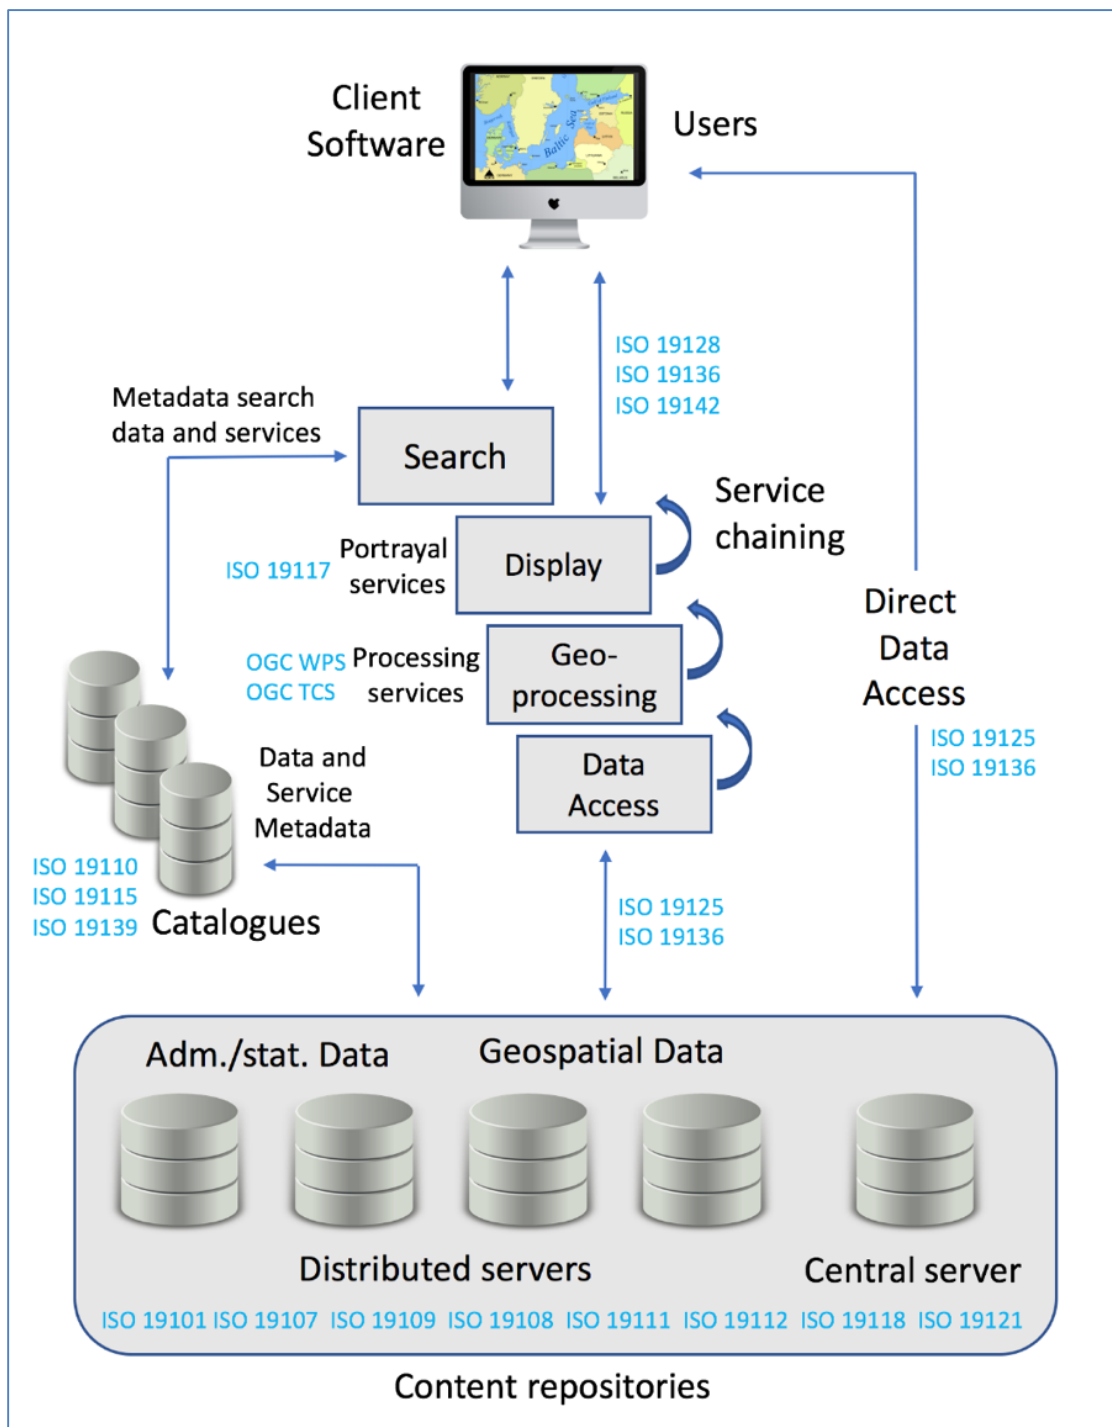 Client
Software
Users
Baltic Sea
ISO 19128
ISO 19136
ISO 19142
Metadata search
data and services
Search
Service
chaining
Portrayal
services
ISO 19117
Display
OGC WPS
OGC TCS
Processing
services
Geo-
processing
Direct
Data
Access
ISO 19125
ISO 19136
Data and
Service
Metadata
Data
Access
ISO 19110
ISO 19115
ISO 19139
Catalogues
ISO 19125
ISO 19136
Adm./stat. Data
Geospatial Data
Distributed servers
Central server
ISO 19101 ISO 19107 ISO 19109 ISO 19108 ISO 19111 ISO 19112 ISO 19118 ISO 19121
Content repositories